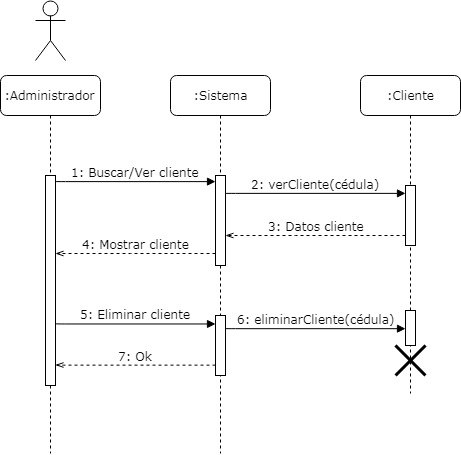 :Administrador
:Sistema
:Cliente
1: Buscar/Ver cliente
2: verCliente(cédula)
3: Datos cliente
4: Mostrar cliente
5: Eliminar cliente
6: eliminarCliente(cédula)
7: Ok